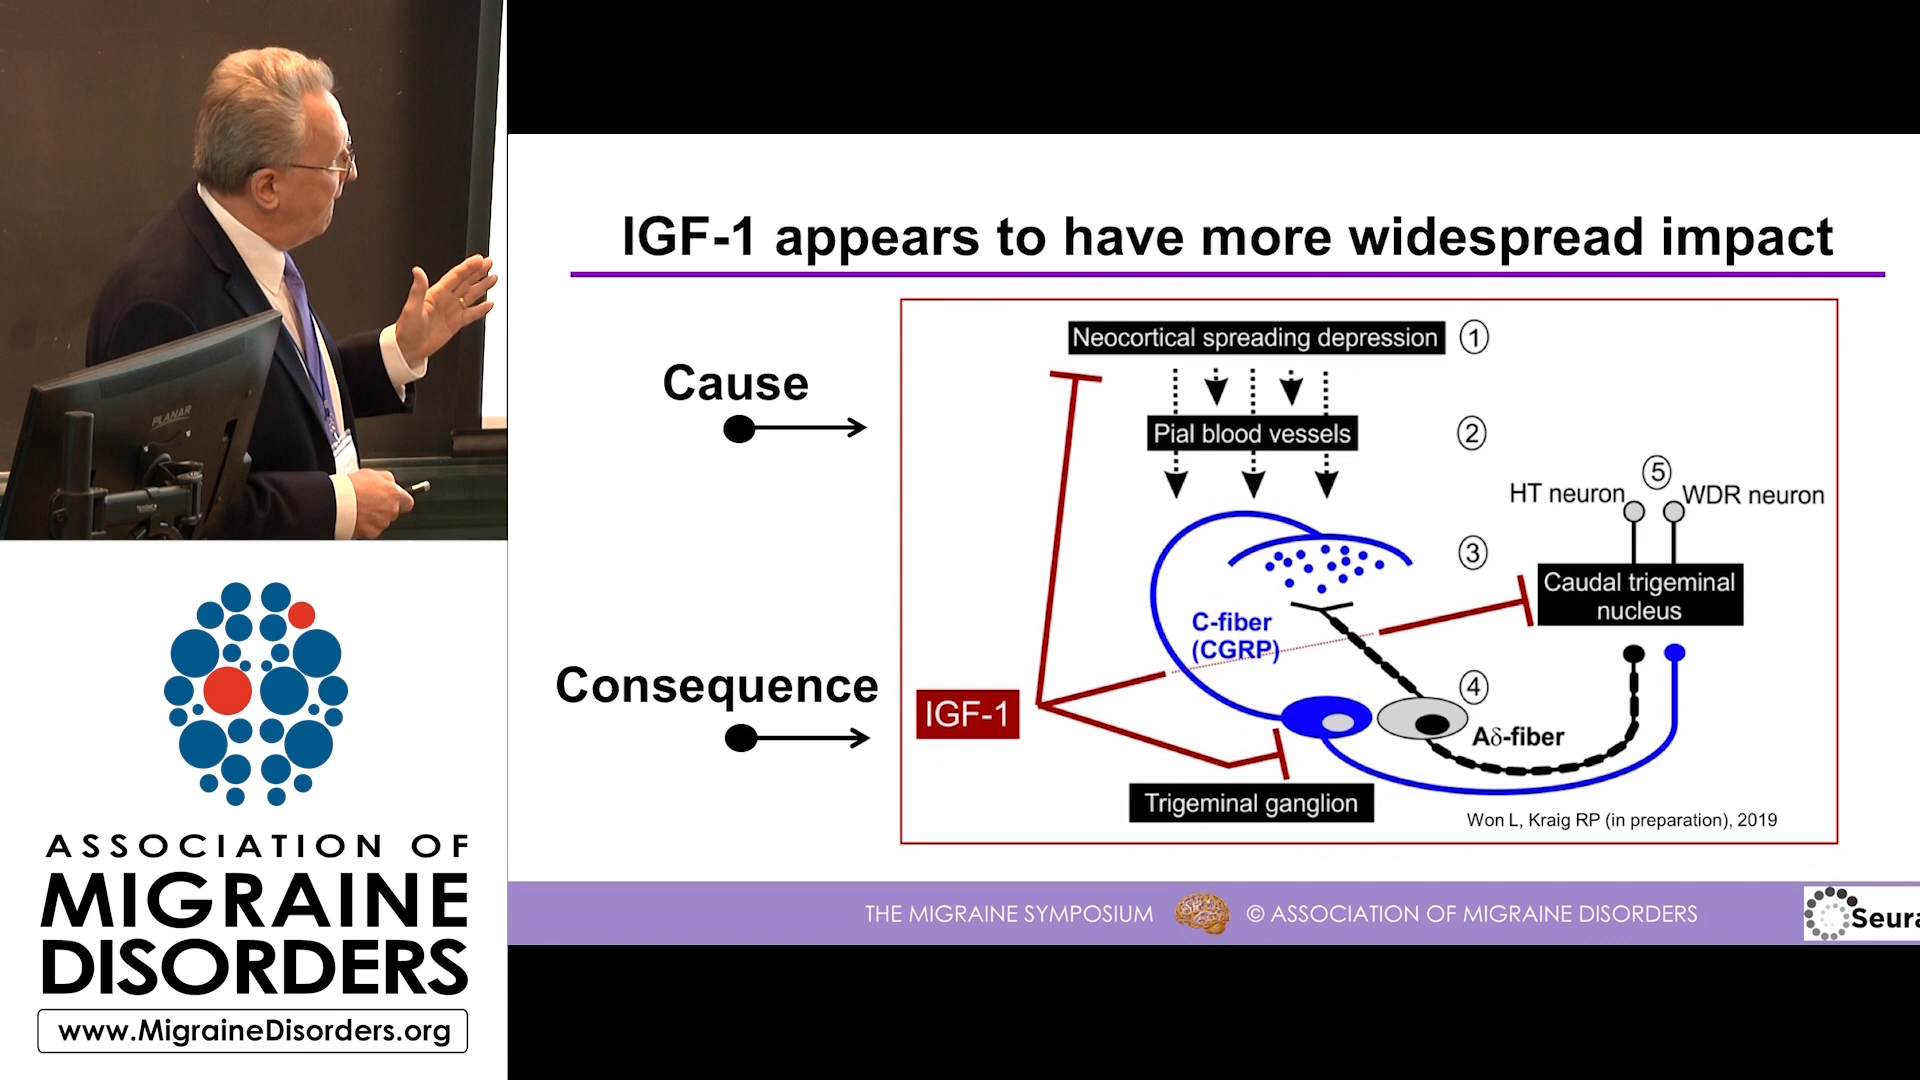 PLANAR
ASSOCIATION OF
MIGRAINE
DISORDERS
www.MigraineDisorders.org
IGF-1 appears to have more widespread impact
Cause
Consequence
Neocortical spreading depression
1
Pial blood vessels
2
5
HT neuron
WDR neuron
3
Caudal trigeminal
nucleus
C-fiber
(CGRP)
IGF-1
4
Aδ-fiber
Trigeminal ganglion
Won L, Kraig RP (in preparation), 2019
THE MIGRAINE SYMPOSIUM
© ASSOCIATION OF MIGRAINE DISORDERS
Seura